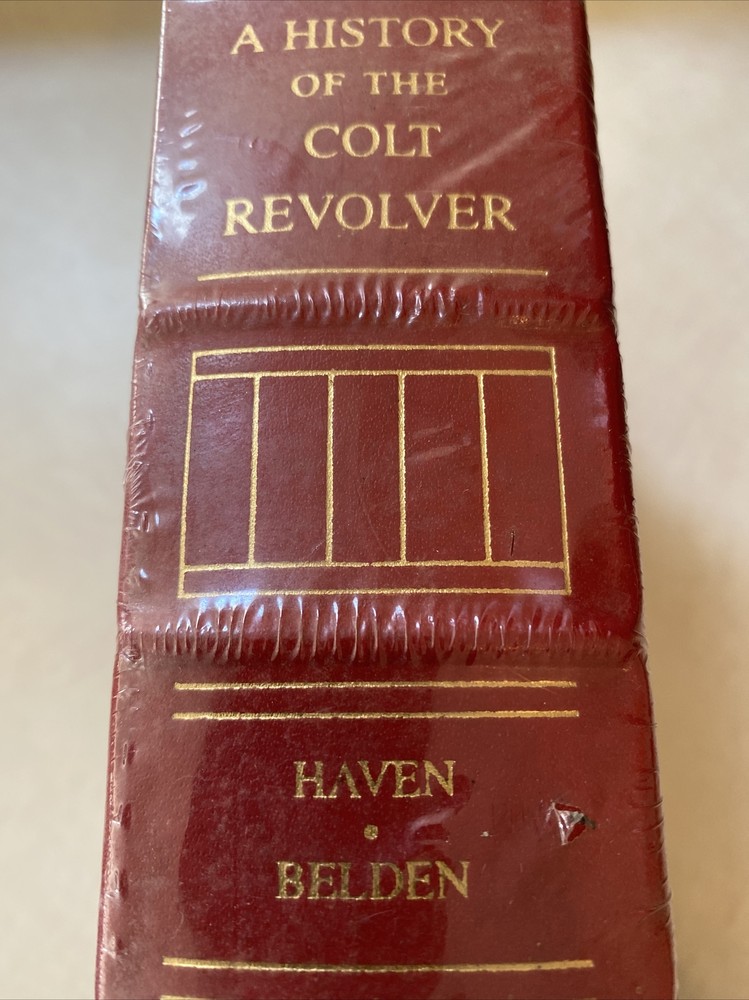 A HISTORY
OF THE
COLT
REVOLVER
HAVEN
•
BELDEN